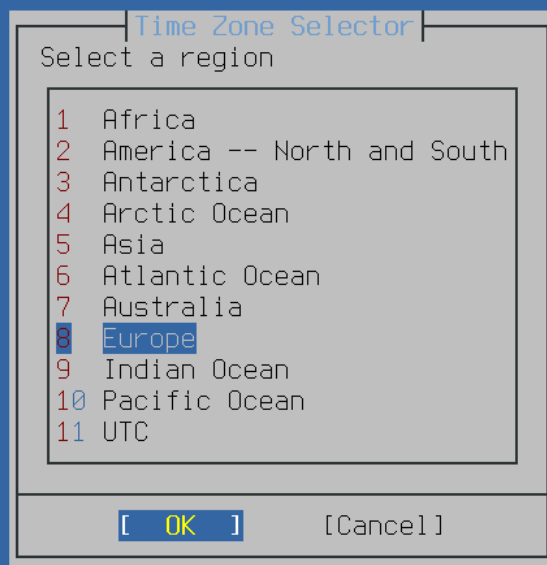 Time Zone Selector
Select a region
1 Africa
2 America -- North and South
3 Antarctica
4 Arctic Ocean
5 Asia
6 Atlantic Ocean
7 Australia
8 Europe
9 Indian Ocean
10 Pacific Ocean
11 UTC
[ OK ] [Cancel]